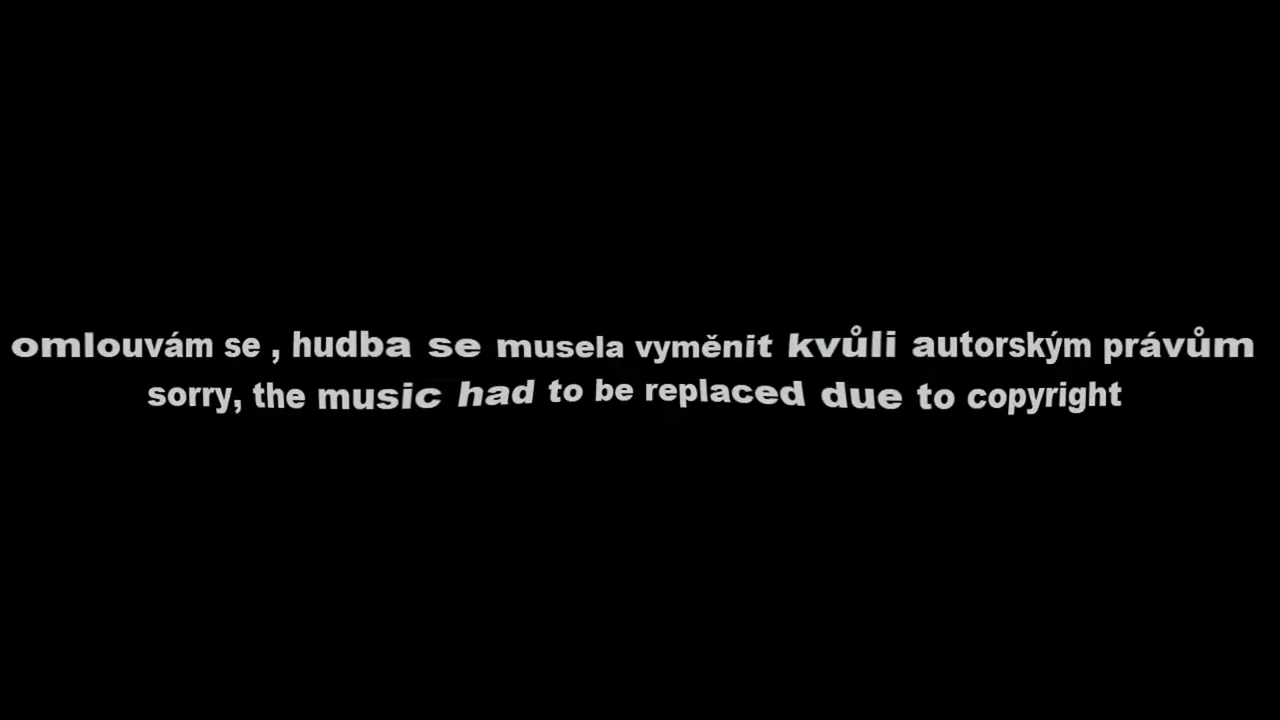 omlouvám se , hudba se musela vyměnit kvůli autorským právům
sorry, the music had to be replaced due to copyright